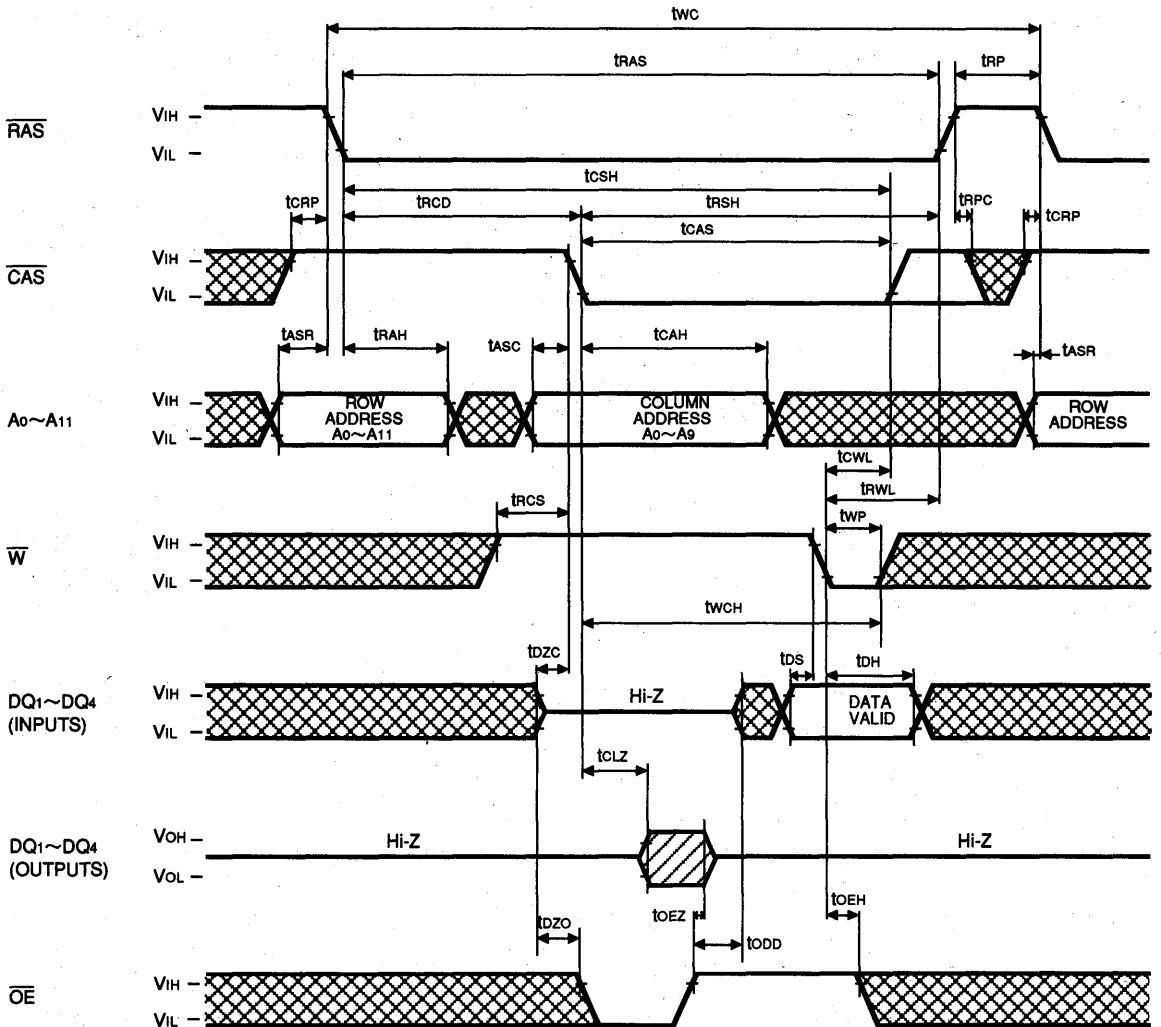 tWC
tRAS
tRP
RAS
VIH
VIL
tCSH
tCRP
tRCD
tRSH
tRPC
tCRP
tCAS
CAS
VIH
VIL
tASR
tRAH
tASC
tCAH
tASR
A0~A11
VIH
VIL
ROW
ADDRESS
A0~A11
COLUMN
ADDRESS
A0~A9
ROW
ADDRESS
tCWL
tRWL
tRCS
tWP
W
VIH
VIL
tWCH
tDZC
tDS
tDH
DQ1~DQ4
(INPUTS)
VIH
VIL
Hi-Z
DATA
VALID
tCLZ
DQ1~DQ4
(OUTPUTS)
VOH
VOL
Hi-Z
Hi-Z
tDZO
tOEZ
tODD
tOEH
OE
VIH
VIL